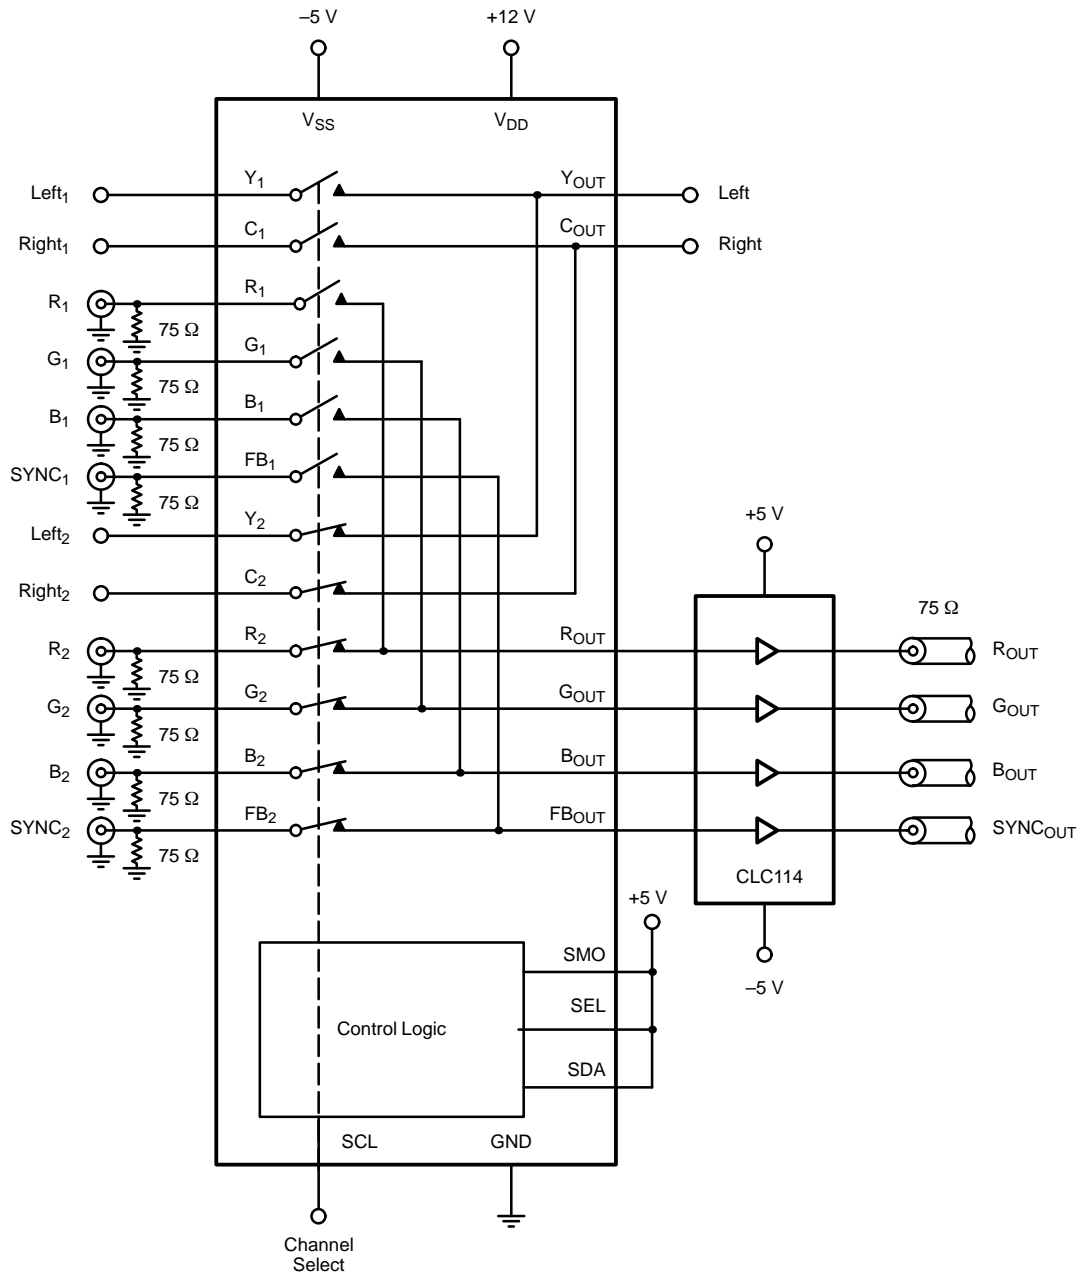 –5 V
+12 V
VSS
VDD
Left1
Y1
YOUT
Left
Right1
C1
COUT
Right
R1
R1
75 Ω
G1
G1
75 Ω
B1
B1
75 Ω
SYNC1
FB1
75 Ω
Left2
Y2
+5 V
Right2
C2
75 Ω
R2
R2
ROUT
ROUT
75 Ω
G2
G2
GOUT
GOUT
75 Ω
B2
B2
BOUT
BOUT
75 Ω
SYNC2
FB2
FBOUT
SYNCOUT
75 Ω
CLC114
+5 V
SMO
–5 V
SEL
Control Logic
SDA
SCL
GND
Channel
Select